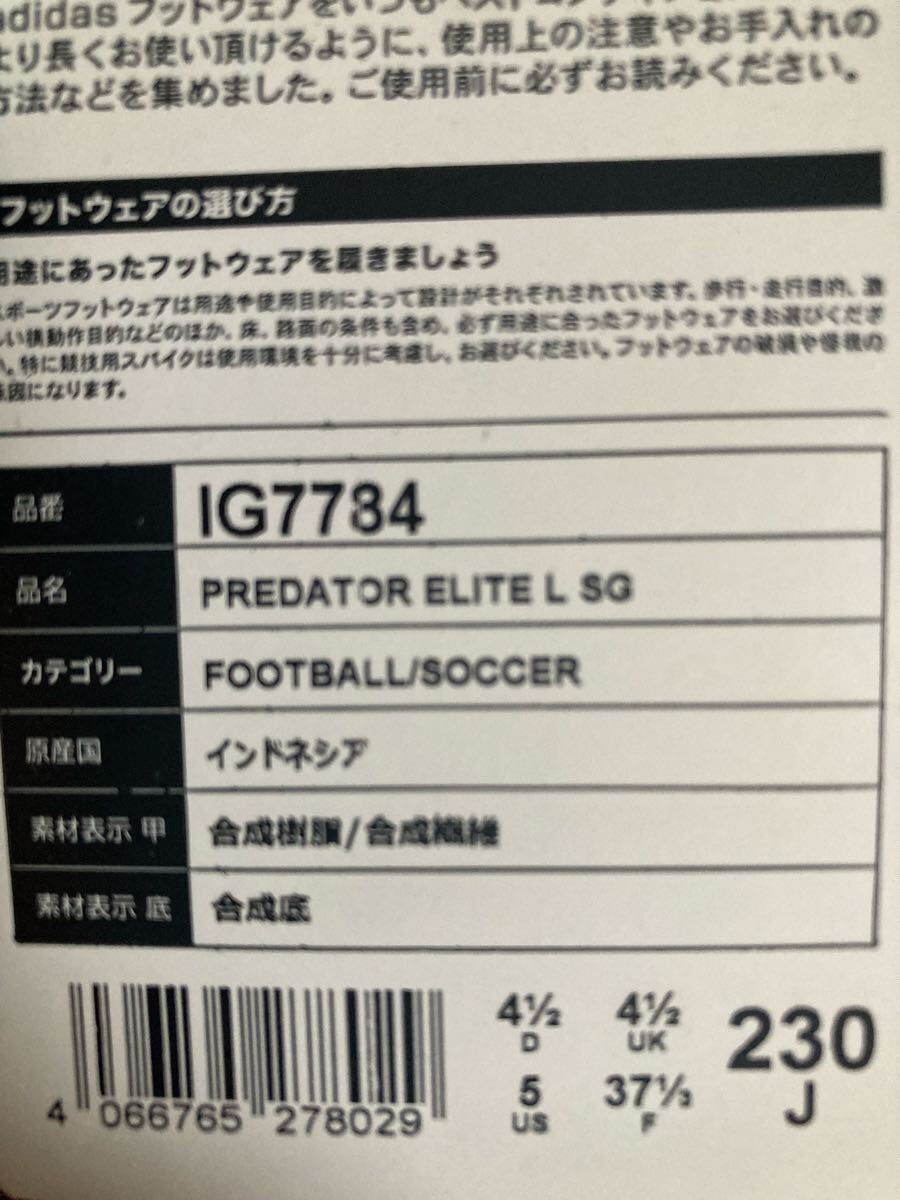 adidas フットウェアをいつも
より長くお使い頂けるように、使用上の注意やお手入れの
方法などを集めました。ご使用前に必ずお読みください。
フットウェアの選び方
用途にあったフットウェアを履きましょう
スポーツフットウェアは用途や使用目的によって設計がそれぞれされています。歩行・走行目的、激
しい横動作目的などのほか、床、路面の条件も含め、必ず用途に合ったフットウェアをお選びくださ
い。特に競技用スパイクは使用環境を十分に考慮し、お選びください。フットウェアの破損や怪我の
原因になります。
品番 IG7784
品名 PREDATOR ELITE L SG
カテゴリー FOOTBALL/SOCCER
原産国 インドネシア
素材表示 甲 合成樹脂/合成繊維
素材表示 底 合成底
4½ 4½ 230
D UK J
5 37⅓
US F
4 066765 278029